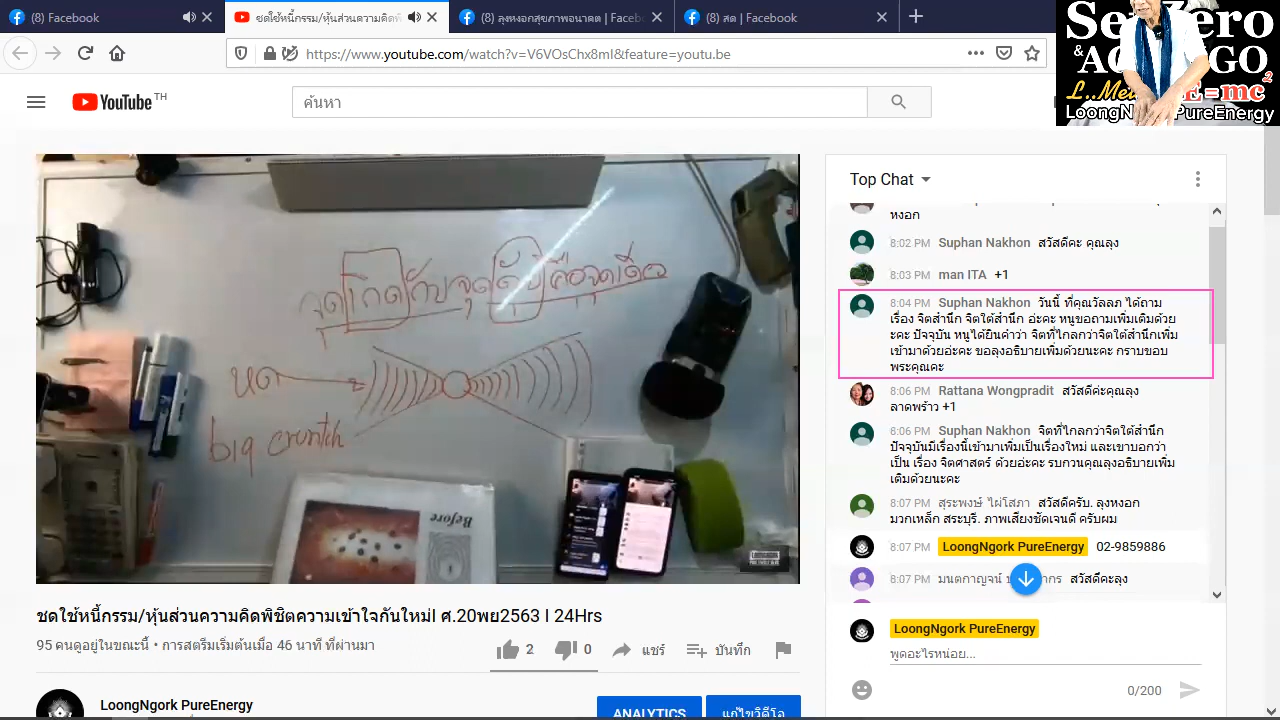 (8) Facebook
ชดใช้หนี้กรรม/หุ้นส่วนความคิดพิชิ
(8) ลุงหงอกสุขภาพอนาคต | Faceb
(8) สด | Facebook
https://www.youtube.com/watch?v=V6VOsChx8mI&feature=youtu.be
YouTube TH
ค้นหา
&
L..Me
E=mc2
LoongN
PureEnergy
big cruntch
Before
Top Chat
หงอก
8:02 PM Suphan Nakhon สวัสดีคะ คุณลุง
8:03 PM man ITA +1
8:04 PM Suphan Nakhon วันนี้ ที่คุณวัลลภ ได้ถาม
เรื่อง จิตสำนึก จิตใต้สำนึก อ่ะคะ หนูขอถามเพิ่มเติมด้วย
ะคะ ปัจจุบัน หนูได้ยินคำว่า จิตที่ไกลกว่าจิตใต้สำนึกเพิ่ม
เข้ามาด้วยอ่ะคะ ขอลุงอธิบายเพิ่มด้วยนะคะ กราบขอบ
พระคุณคะ
8:06 PM Rattana Wongpradit สวัสดีค่ะคุณลุง
ลาดพร้าว +1
8:06 PM Suphan Nakhon จิตที่ไกลกว่าจิตใต้สำนึก
ปัจจุบันมีเรื่องนี้เข้ามาเพิ่มเป็นเรื่องใหม่ และเขาบอกว่า
เป็น เรื่อง จิตศาสตร์ ด้วยอ่ะคะ รบกวนคุณลุงอธิบายเพิ่ม
เติมด้วยนะคะ
8:07 PM สุระพงษ์ ไผ่โสภา สวัสดีครับ. ลุงหงอก
มวกเหล็ก สระบุรี. ภาพเสียงชัดเจนดี ครับผม
8:07 PM LoongNgork PureEnergy 02-9859886
8:07 PM มนตกาญจน์ สวัสดีคะลุง
LoongNgork PureEnergy
พูดอะไรหน่อย...
0/200
ชดใช้หนี้กรรม/หุ้นส่วนความคิดพิชิตความเข้าใจกันใหม่l ศ.20พย2563 l 24Hrs
95 คนดูอยู่ในขณะนี้ • การสตรีมเริ่มต้นเมื่อ 46 นาที ที่ผ่านมา
2
0
แชร์
บันทึก
LoongNgork PureEnergy
ANALYTICS
แก้ไขวิดีโอ